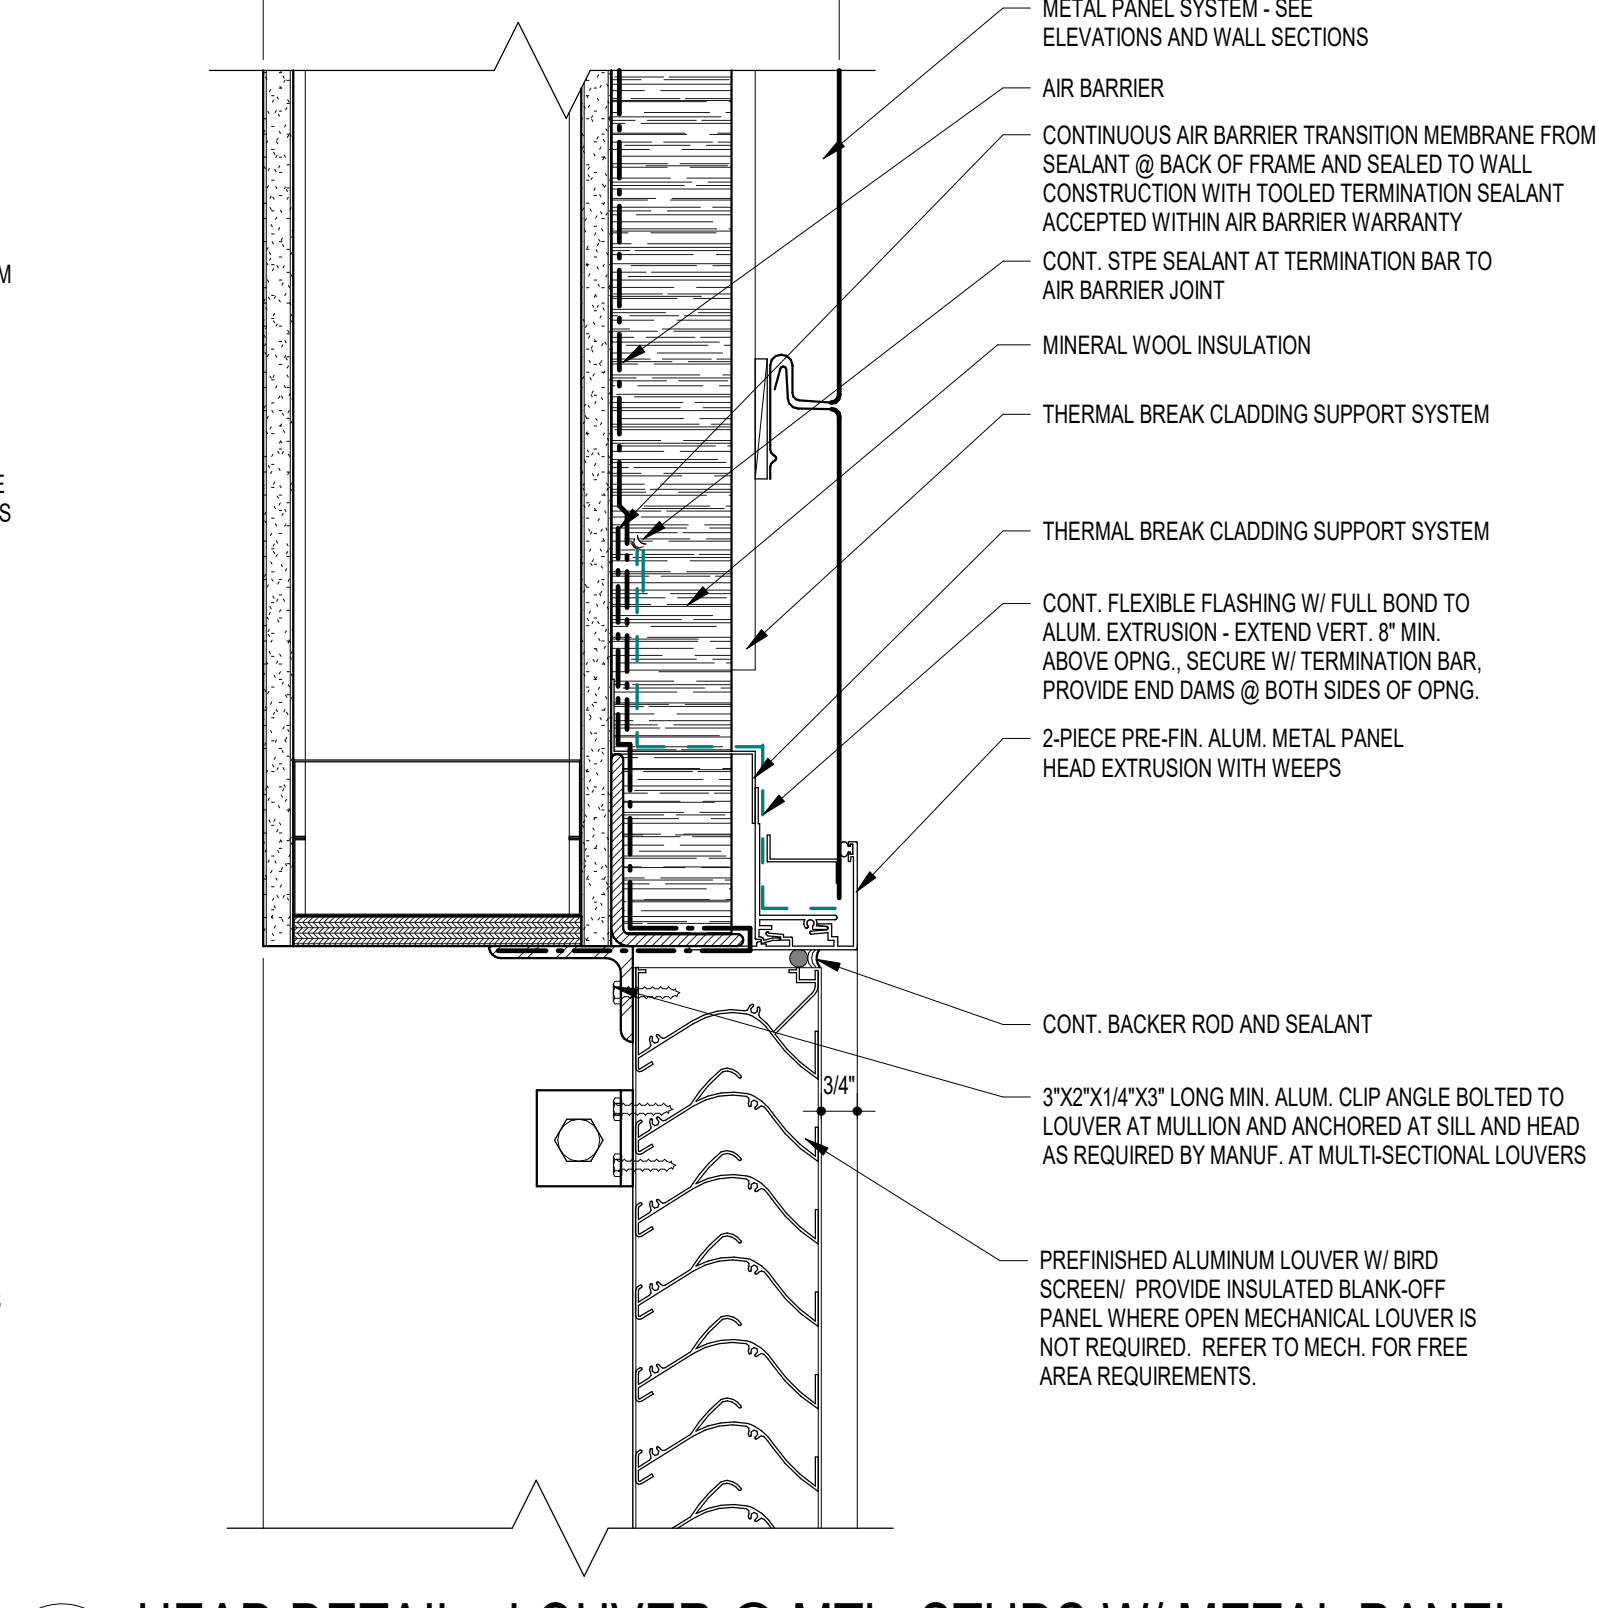 METAL PANEL SYSTEM - SEE
ELEVATIONS AND WALL SECTIONS
AIR BARRIER
CONTINUOUS AIR BARRIER TRANSITION MEMBRANE FROM
SEALANT @ BACK OF FRAME AND SEALED TO WALL
CONSTRUCTION WITH TOOLED TERMINATION SEALANT
ACCEPTED WITHIN AIR BARRIER WARRANTY
CONT. STPE SEALANT AT TERMINATION BAR TO
AIR BARRIER JOINT
M
MINERAL WOOL INSULATION
THERMAL BREAK CLADDING SUPPORT SYSTEM
E
S
THERMAL BREAK CLADDING SUPPORT SYSTEM
CONT. FLEXIBLE FLASHING W/ FULL BOND TO
ALUM. EXTRUSION - EXTEND VERT. 8" MIN.
ABOVE OPNG., SECURE W/ TERMINATION BAR,
PROVIDE END DAMS @ BOTH SIDES OF OPNG.
2-PIECE PRE-FIN. ALUM. METAL PANEL
HEAD EXTRUSION WITH WEEPS
CONT. BACKER ROD AND SEALANT
3/4"
3"X2"X1/4"X3" LONG MIN. ALUM. CLIP ANGLE BOLTED TO
LOUVER AT MULLION AND ANCHORED AT SILL AND HEAD
AS REQUIRED BY MANUF. AT MULTI-SECTIONAL LOUVERS
PREFINISHED ALUMINUM LOUVER W/ BIRD
SCREEN/ PROVIDE INSULATED BLANK-OFF
PANEL WHERE OPEN MECHANICAL LOUVER IS
NOT REQUIRED. REFER TO MECH. FOR FREE
AREA REQUIREMENTS.
HEAD DETAIL - LOUVER @ MTL. STUDS W/ METAL PANEL